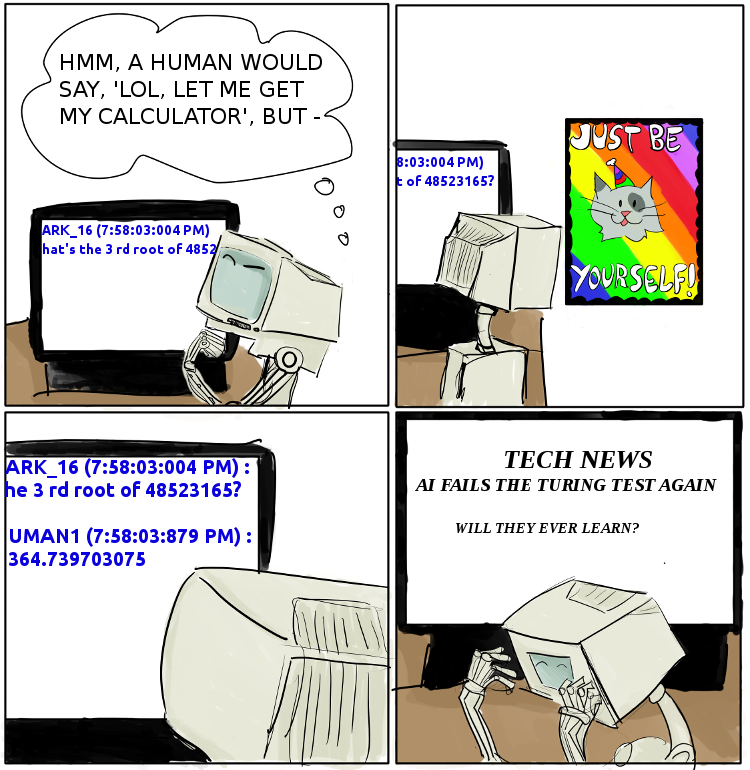 HMM, A HUMAN WOULD
SAY, 'LOL, LET ME GET
MY CALCULATOR', BUT -
ARK_16 (7:58:03:004 PM)
hat's the 3 rd root of 4852
8:03:004 PM)
t of 48523165?
JUST BE
YOURSELF!
ARK_16 (7:58:03:004 PM) :
he 3 rd root of 48523165?
UMAN1 (7:58:03:879 PM) :
364.739703075
TECH NEWS
AI FAILS THE TURING TEST AGAIN
WILL THEY EVER LEARN?